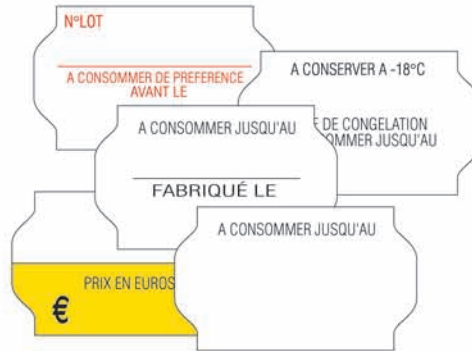 N°LOT
A CONSOMMER DE PREFERENCE
AVANT LE
A CONSERVER A -18°C
E DE CONGELATION
OMMER JUSQU'AU
A CONSOMMER JUSQU'AU
FABRIQUÉ LE
A CONSOMMER JUSQU'AU
PRIX EN EUROS
€